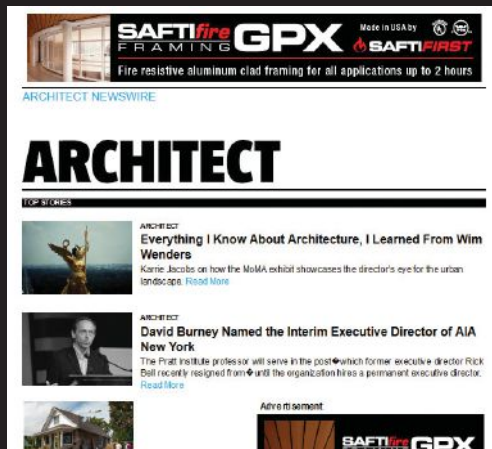 SAFTIfire GPX
FRAMING
Made in USA by
SAFTIFIRST
Fire resistive aluminum clad framing for all applications up to 2 hours
ARCHITECT NEWSWIRE
ARCHITECT
TOP STORIES
ARCHITECT
Everything I Know About Architecture, I Learned From Wim
Wenders
Karrie Jacobs on how the MoMA exhibit showcases the director's eye for the urban
landscape. Read More
ARCHITECT
David Burney Named the Interim Executive Director of AIA
New York
The Pratt Institute professor will serve in the post�which former executive director Rick
Bell recently resigned from�until the organization hires a permanent executive director.
Read More
Advertisement
SAFTIfire GPX